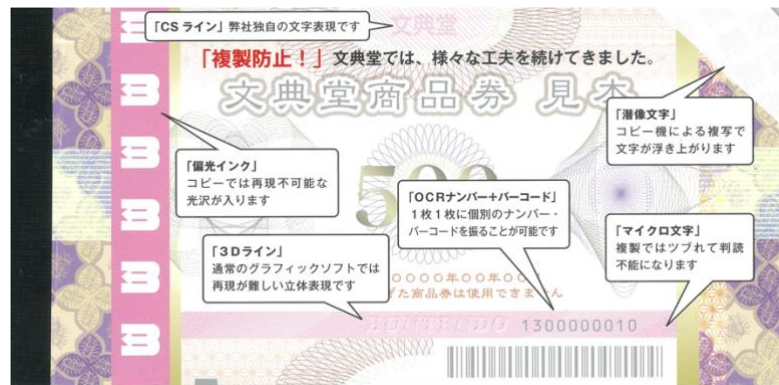 「CSライン」弊社独自の文字表現です
文典堂
「複製防止！」文典堂では、様々な工夫を続けてきました。
文典堂商品券 見本
「潜像文字」
コピー機による複写で
文字が浮き上がります
「偏光インク」
コピーでは再現不可能な
光沢が入ります
500
「OCRナンバー+バーコード」
1枚1枚に個別のナンバー・
バーコードを振ることが可能です
「マイクロ文字」
複製ではツブれて判読
不能になります
「3Dライン」
通常のグラフィックソフトでは
再現が難しい立体表現です
〇〇〇〇年〇〇年〇
た商品券は使用できません
BUNTENDO 1300000010
B
B
B
B
B